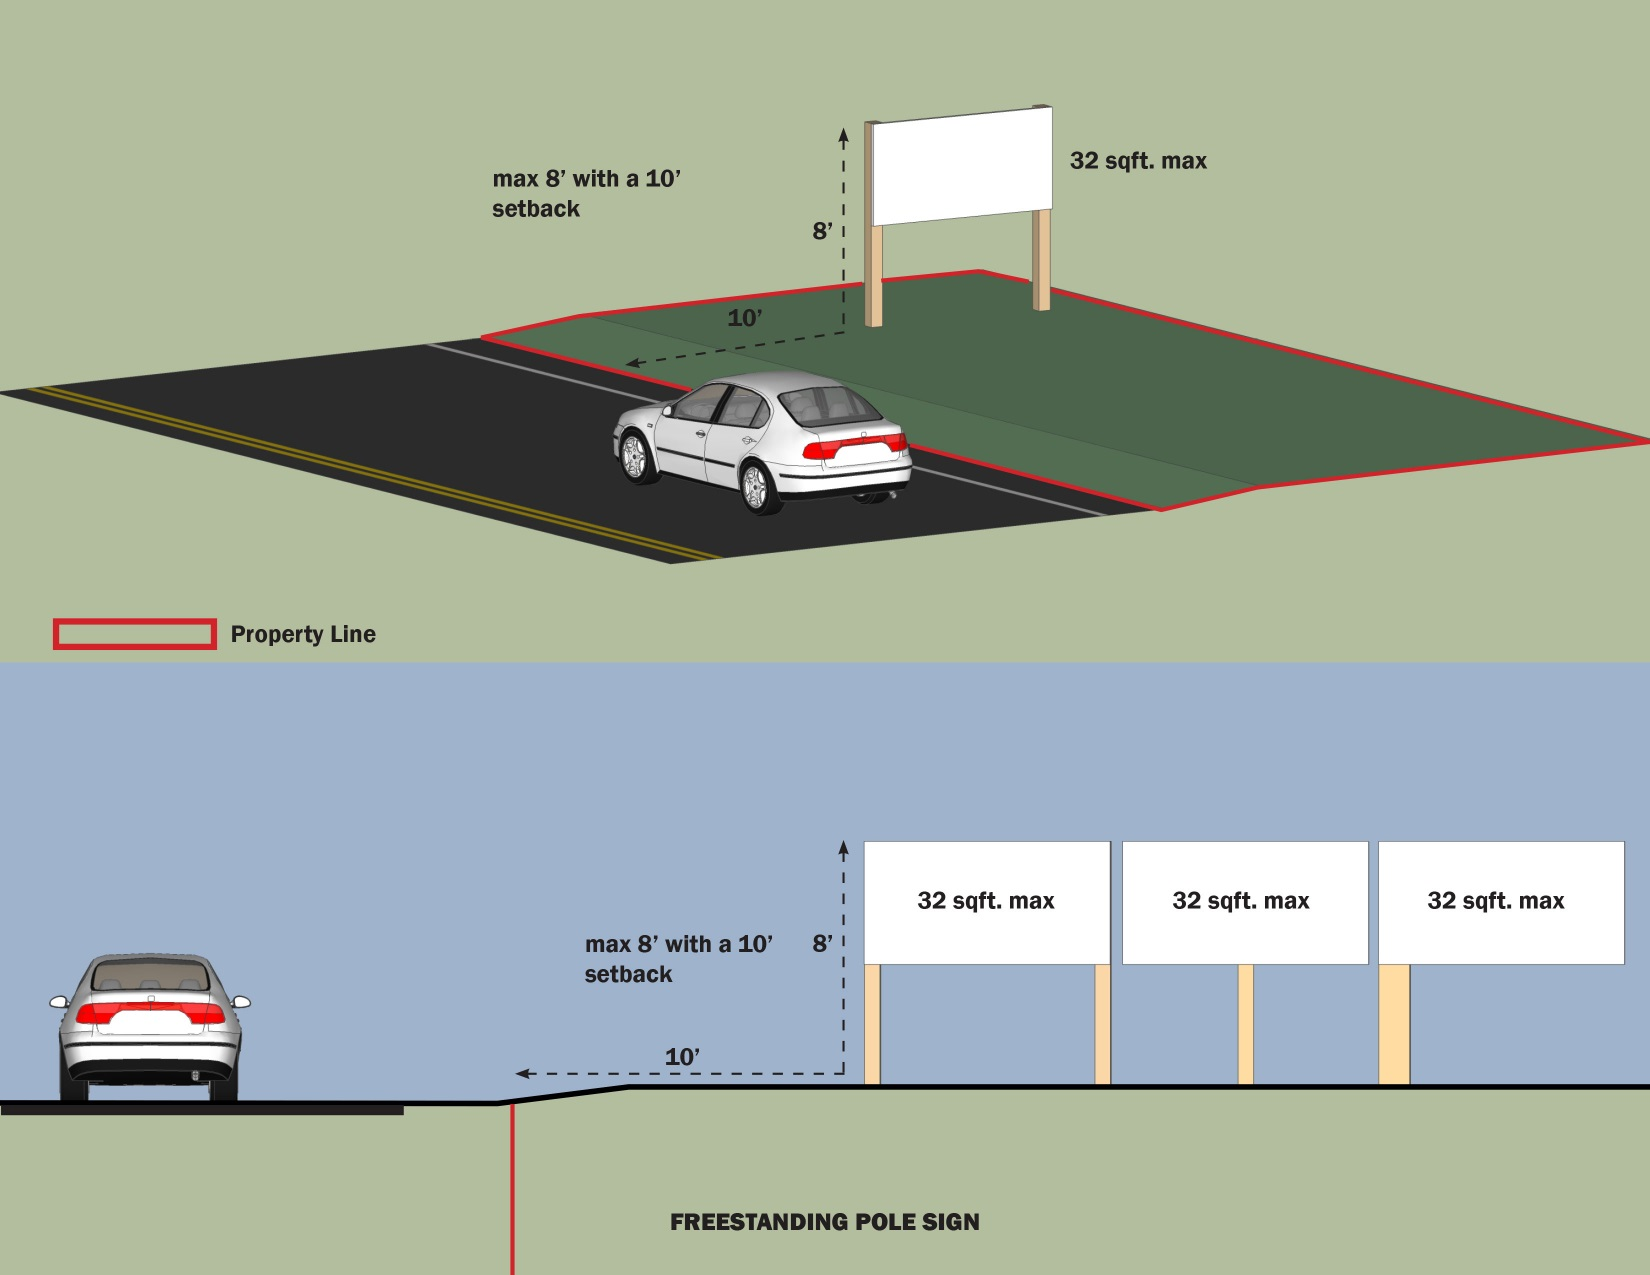 max 8’ with a 10’
setback
32 sqft. max
8’
10’
Property Line
32 sqft. max
32 sqft. max
32 sqft. max
max 8’ with a 10’
setback
8’
10’
FREESTANDING POLE SIGN